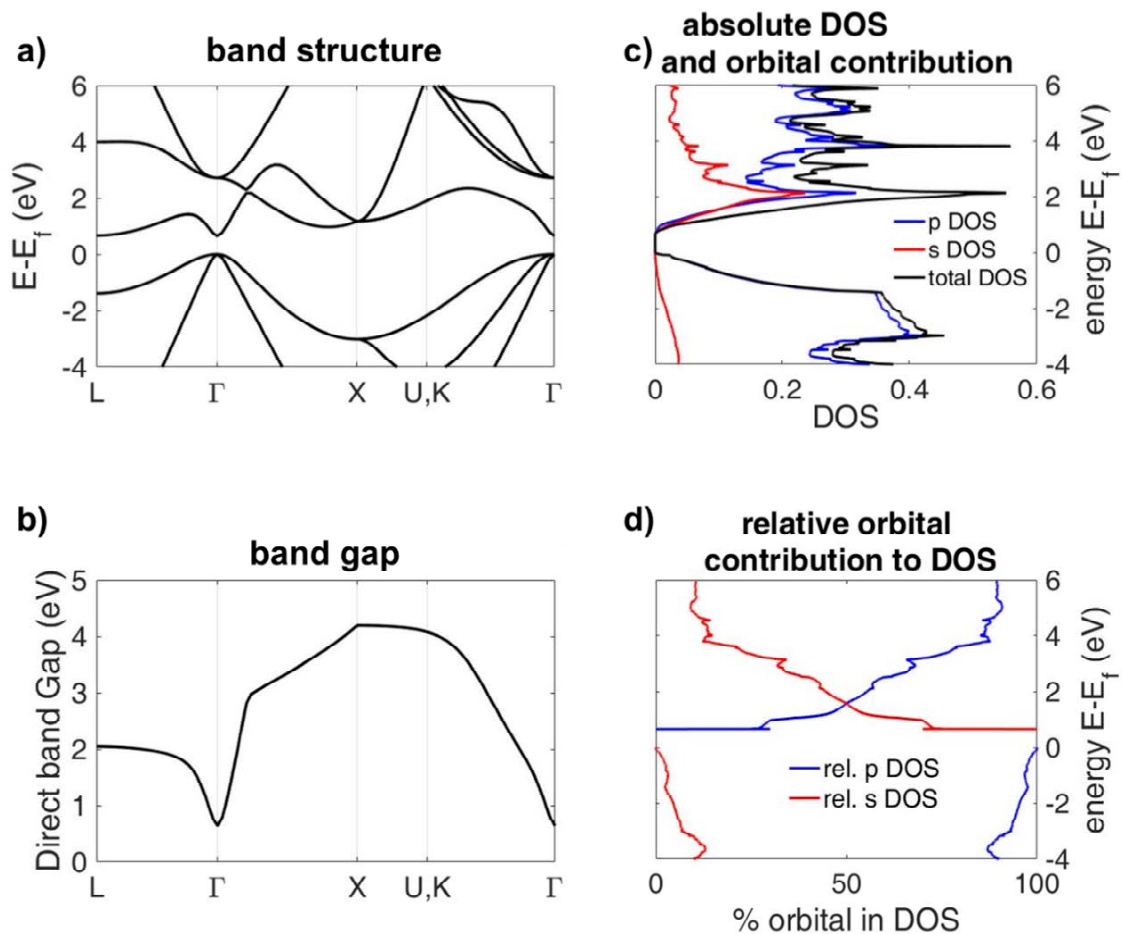 a)
band structure
6
4
2
0
-2
-4
E-E_f (eV)
L Γ X U,K Γ
c)
absolute DOS
and orbital contribution
6
4
2
0
-2
-4
energy E-E_f (eV)
p DOS
s DOS
total DOS
0 0.2 0.4 0.6
DOS
b)
band gap
5
4
3
2
1
0
Direct band Gap (eV)
L Γ X U,K Γ
d)
relative orbital
contribution to DOS
6
4
2
0
-2
-4
energy E-E_f (eV)
rel. p DOS
rel. s DOS
0 50 100
% orbital in DOS